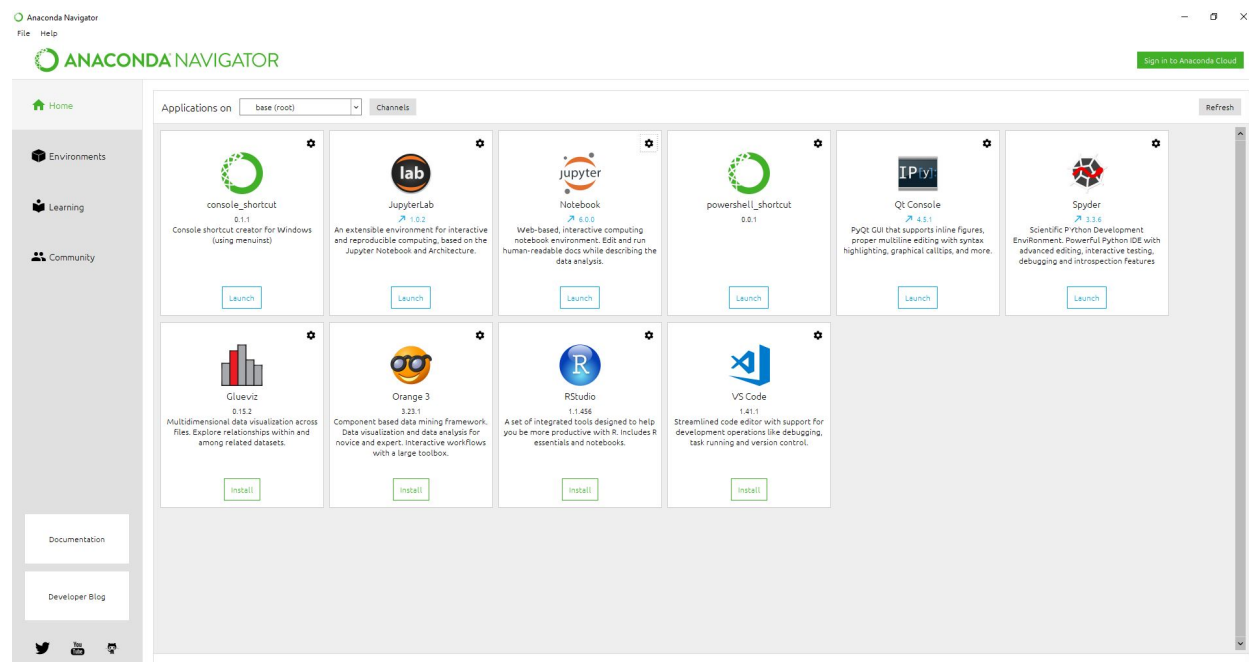 Anaconda Navigator
File Help
ANACONDA NAVIGATOR
Sign in to Anaconda Cloud
Home
Environments
Learning
Community
Documentation
Developer Blog
You
Tube
Applications on base (root) Channels Refresh
console_shortcut
0.1.1
Console shortcut creator for Windows
(using menuinst)
Launch
lab
JupyterLab
1.0.2
An extensible environment for interactive
and reproducible computing, based on the
Jupyter Notebook and Architecture.
Launch
jupyter
Notebook
6.0.0
Web-based, interactive computing
notebook environment. Edit and run
human-readable docs while describing the
data analysis.
Launch
powershell_shortcut
0.0.1
Launch
IP[y]:
Qt Console
4.5.1
PyQt GUI that supports inline figures,
proper multiline editing with syntax
highlighting, graphical calltips, and more.
Launch
Spyder
3.3.6
Scientific Python Development
EnviRonment. Powerful Python IDE with
advanced editing, interactive testing,
debugging and introspection features
Launch
Glueviz
0.15.2
Multidimensional data visualization across
files. Explore relationships within and
among related datasets.
Install
Orange 3
3.23.1
Component based data mining framework.
Data visualization and data analysis for
novice and expert. Interactive workflows
with a large toolbox.
Install
R
RStudio
1.1.456
A set of integrated tools designed to help
you be more productive with R. Includes R
essentials and notebooks.
Install
VS Code
1.41.1
Streamlined code editor with support for
development operations like debugging,
task running and version control.
Install